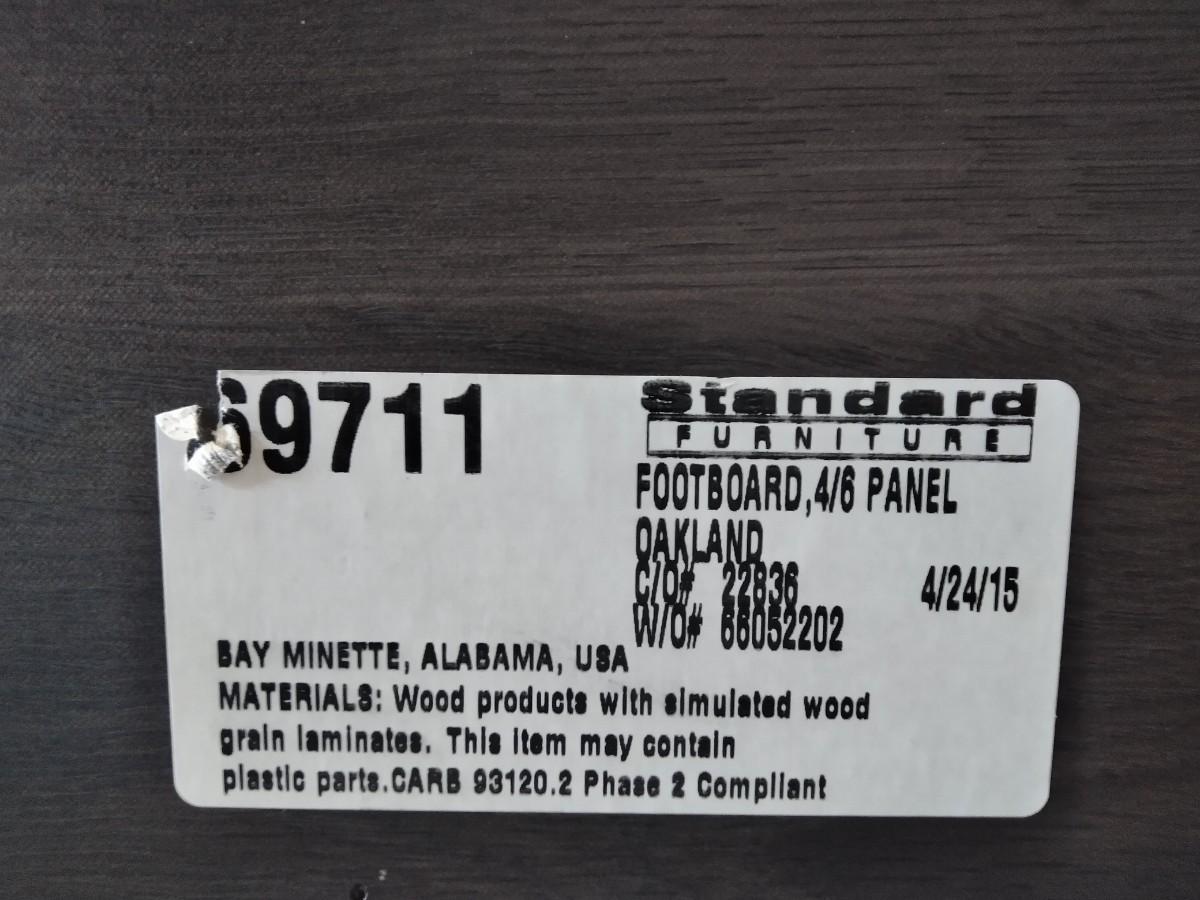 69711
Standard
FURNITURE
FOOTBOARD,4/6 PANEL
OAKLAND
C/O# 22836
4/24/15
W/O# 66052202
BAY MINETTE, ALABAMA, USA
MATERIALS: Wood products with simulated wood
grain laminates. This item may contain
plastic parts.CARB 93120.2 Phase 2 Compliant